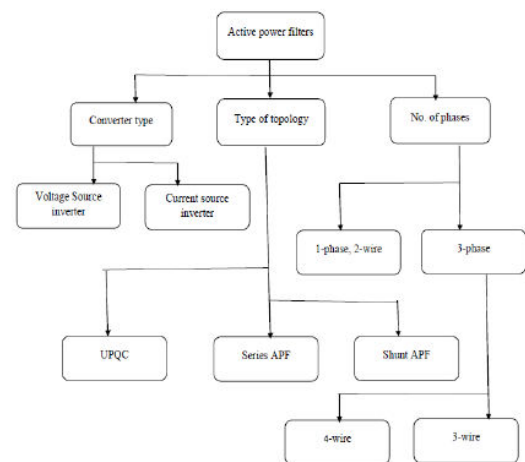 Active power filters
Converter type
Type of topology
No. of phases
Voltage Source
inverter
Current source
inverter
1-phase, 2-wire
3-phase
UPQC
Series APF
Shunt APF
4-wire
3-wire